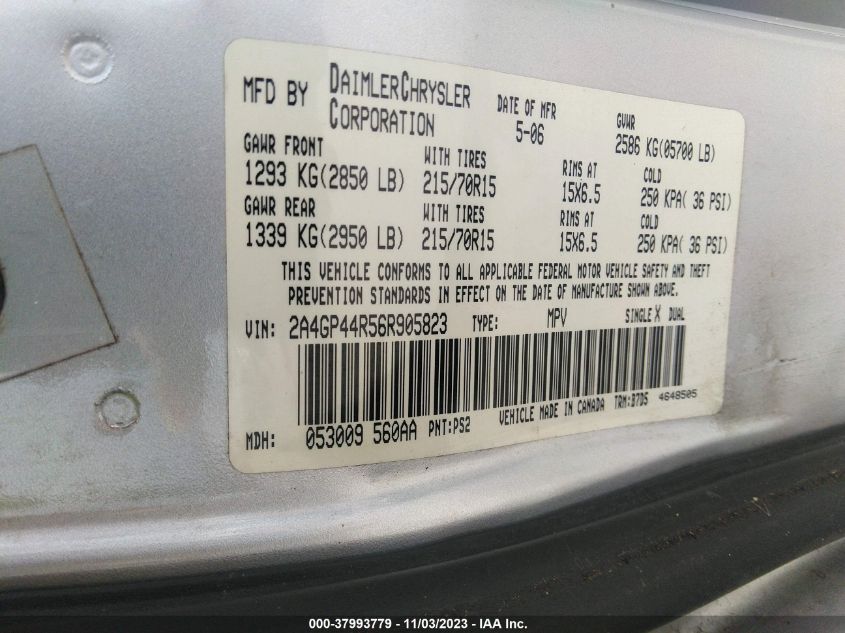 MFD BY DAIMLERCHRYSLER CORPORATION DATE OF MFR 5-06 GVWR 2586 KG(05700 LB)
GAWR FRONT WITH TIRES RIMS AT COLD
1293 KG(2850 LB) 215/70R15 15X6.5 250 KPA( 36 PSI)
GAWR REAR WITH TIRES RIMS AT COLD
1339 KG(2950 LB) 215/70R15 15X6.5 250 KPA( 36 PSI)
THIS VEHICLE CONFORMS TO ALL APPLICABLE FEDERAL MOTOR VEHICLE SAFETY AND THEFT
PREVENTION STANDARDS IN EFFECT ON THE DATE OF MANUFACTURE SHOWN ABOVE.
VIN: 2A4GP44R56R905823 TYPE: MPV SINGLE X DUAL
MDH: 053009 560AA PNT:PS2 VEHICLE MADE IN CANADA TRM:B7D5 4648505
000-37993779 - 11/03/2023 - IAA Inc.